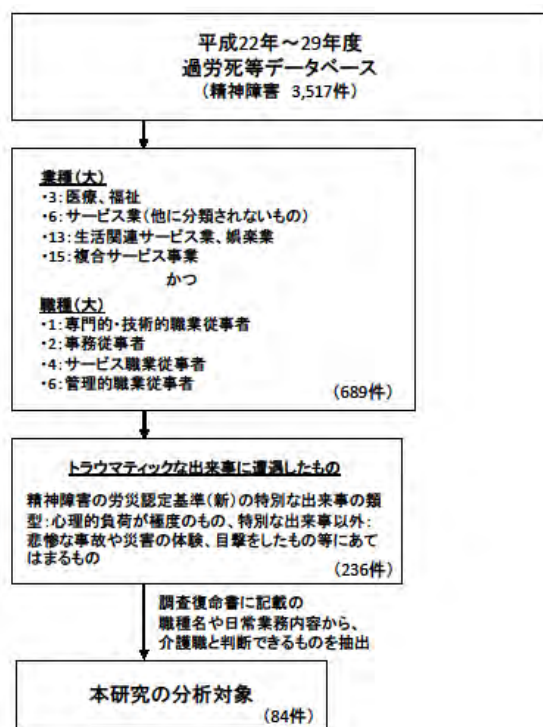 平成22年～29年度
過労死等データベース
(精神障害 3,517件)
業種(大)
・3:医療、福祉
・6:サービス業(他に分類されないもの)
・13:生活関連サービス業、娯楽業
・15:複合サービス事業
かつ
職種(大)
・1:専門的・技術的職業従事者
・2:事務従事者
・4:サービス職業従事者
・6:管理的職業従事者
(689件)
トラウマティックな出来事に遭遇したもの
精神障害の労災認定基準(新)の特別な出来事の類
型:心理的負荷が極度のもの、特別な出来事以外:
悲惨な事故や災害の体験、目撃をしたもの等にあて
はまるもの
(236件)
調査復命書に記載の
職種名や日常業務内容から、
介護職と判断できるものを抽出
本研究の分析対象
(84件)